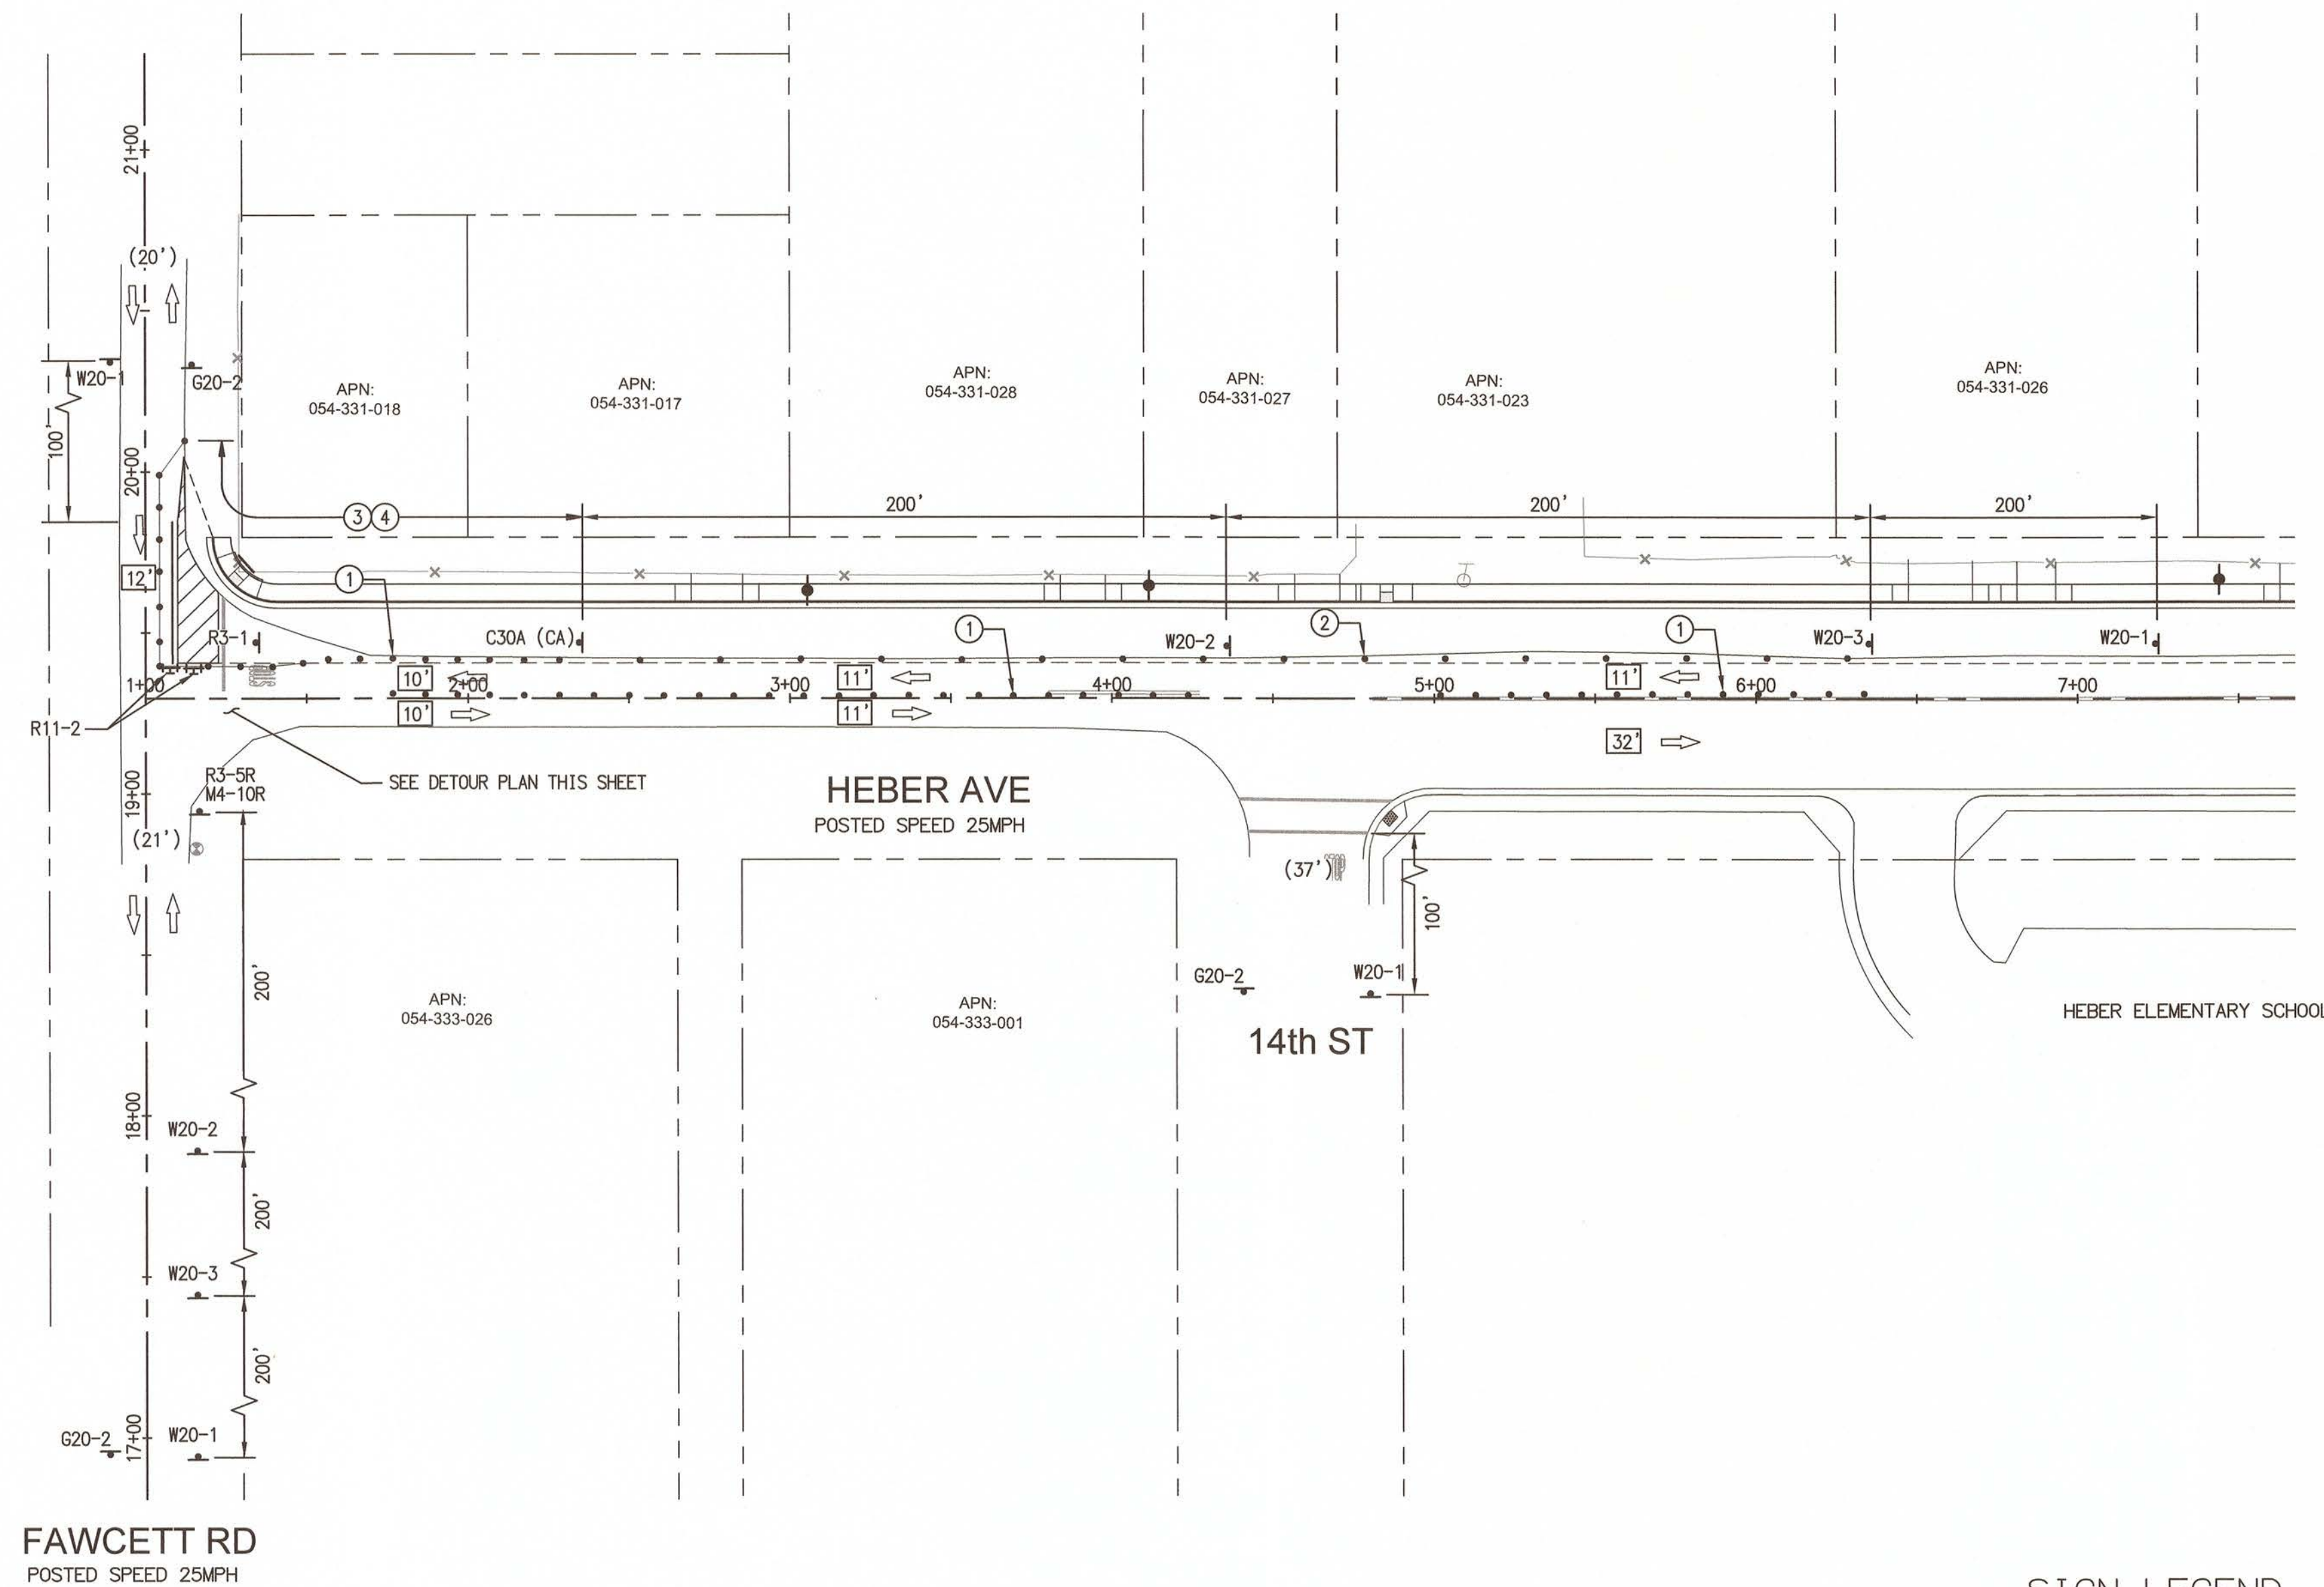 21+00
(20')
W20-1
G20-2
APN:
054-331-018
APN:
054-331-017
APN:
054-331-028
APN:
054-331-027
APN:
054-331-023
APN:
054-331-026
100'
20+00
3 4
200'
200'
200'
12'
1
R3-1
C30A (CA)
1
W20-2
2
1
W20-3
W20-1
STOP
1+00
10'
2+00
3+00
11'
4+00
5+00
11'
6+00
7+00
10'
11'
32'
R11-2
SEE DETOUR PLAN THIS SHEET
R3-5R
M4-10R
19+00
(21')
HEBER AVE
POSTED SPEED 25MPH
(37')
STOP
100'
200'
G20-2
W20-1
APN:
054-333-026
APN:
054-333-001
HEBER ELEMENTARY SCHOOL
14th ST
18+00
W20-2
200'
W20-3
200'
17+00
G20-2
W20-1
FAWCETT RD
POSTED SPEED 25MPH
SIGN LEGEND